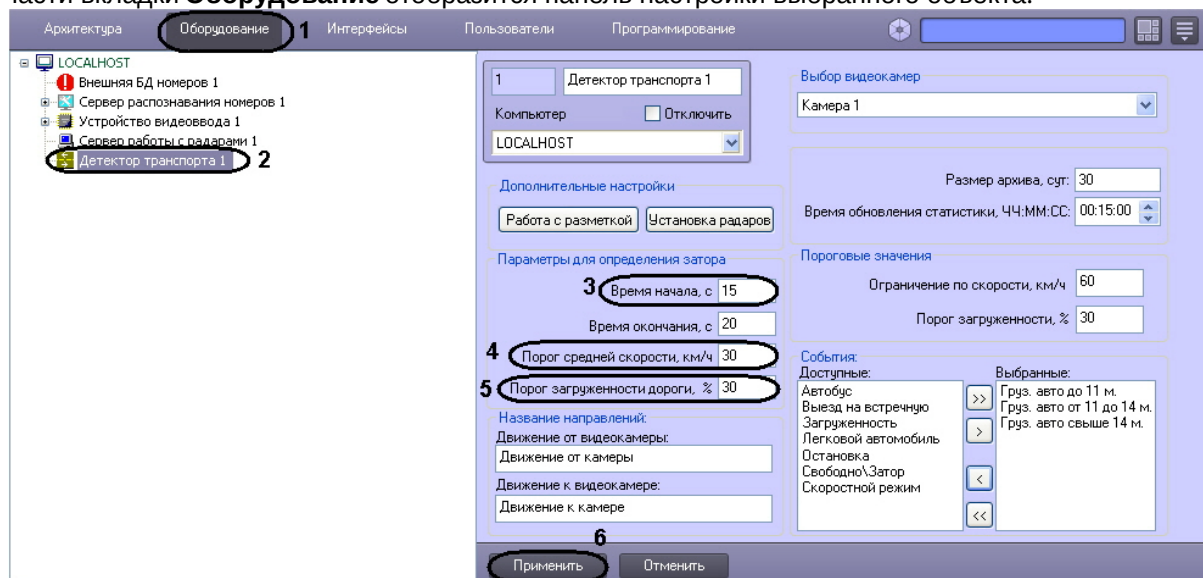 части вкладки Оборудование отобразится панель настройки выбранного объекта.
Архитектура Оборудование 1 Интерфейсы Пользователи Программирование
LOCALHOST
Внешняя БД номеров 1
Сервер распознавания номеров 1
Устройство видеоввода 1
Сервер работы с радарами 1
Детектор транспорта 1 2
1 Детектор транспорта 1
Компьютер Отключить
LOCALHOST
Выбор видеокамер
Камера 1
Дополнительные настройки
Работа с разметкой Установка радаров
Размер архива, сут: 30
Время обновления статистики, ЧЧ:ММ:СС: 00:15:00
Параметры для определения затора
3 Время начала, с 15
Время окончания, с 20
4 Порог средней скорости, км/ч 30
5 Порог загруженности дороги, % 30
Пороговые значения
Ограничение по скорости, км/ч 60
Порог загруженности, % 30
Название направлений:
Движение от видеокамеры:
Движение от камеры
Движение к видеокамере:
Движение к камере
События:
Доступные: Выбранные:
Автобус
Выезд на встречную
Загруженность
Легковой автомобиль
Остановка
Свободно\Затор
Скоростной режим
>>
>
<
<<
Груз. авто до 11 м.
Груз. авто от 11 до 14 м.
Груз. авто свыше 14 м.
6
Применить Отменить